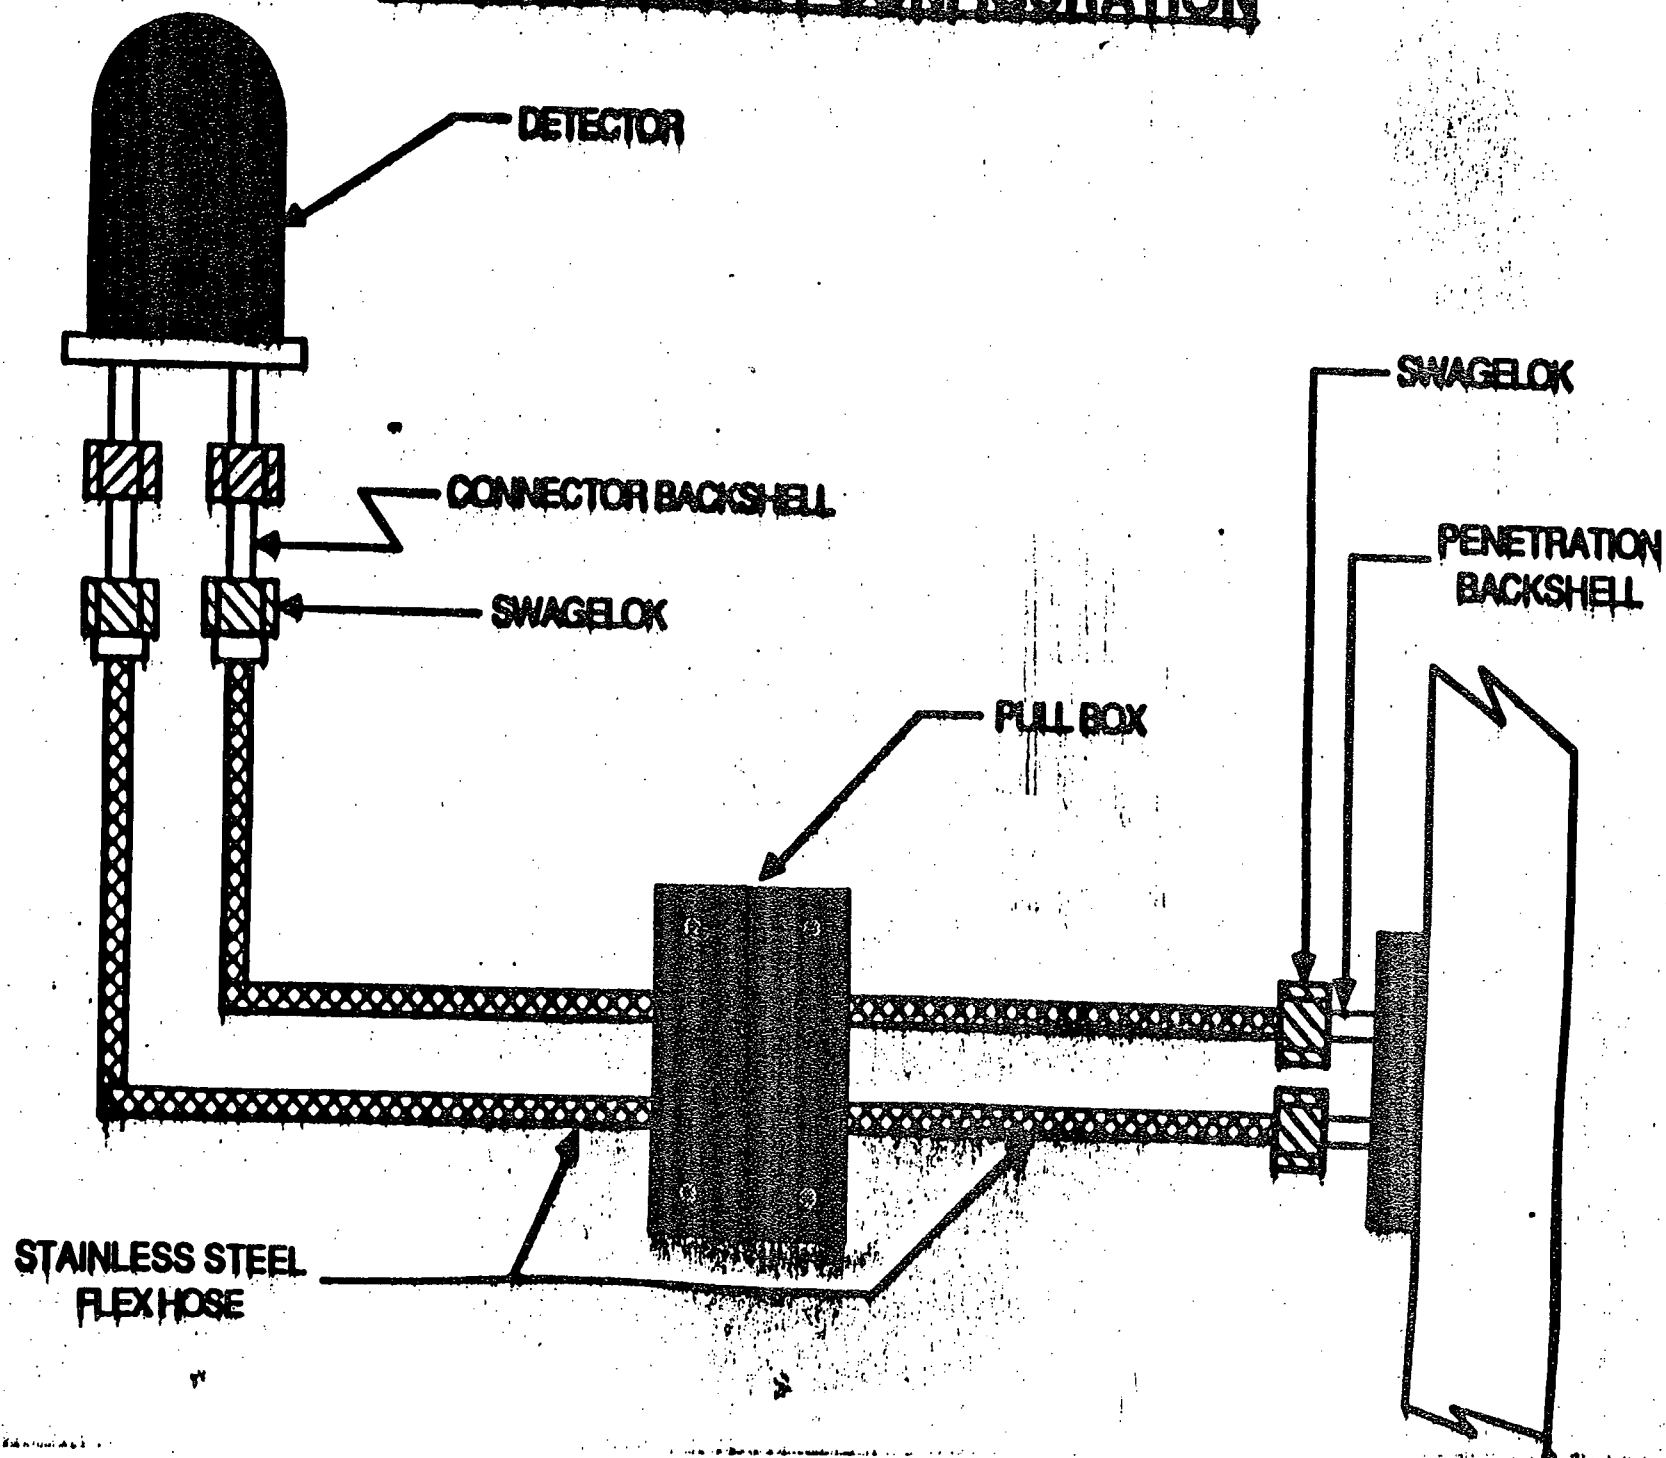 DETECTOR
SWAGELOK
CONNECTOR BACKSHELL
PENETRATION
BACKSHELL
SWAGELOK
PULL BOX
STAINLESS STEEL
FLEX HOSE